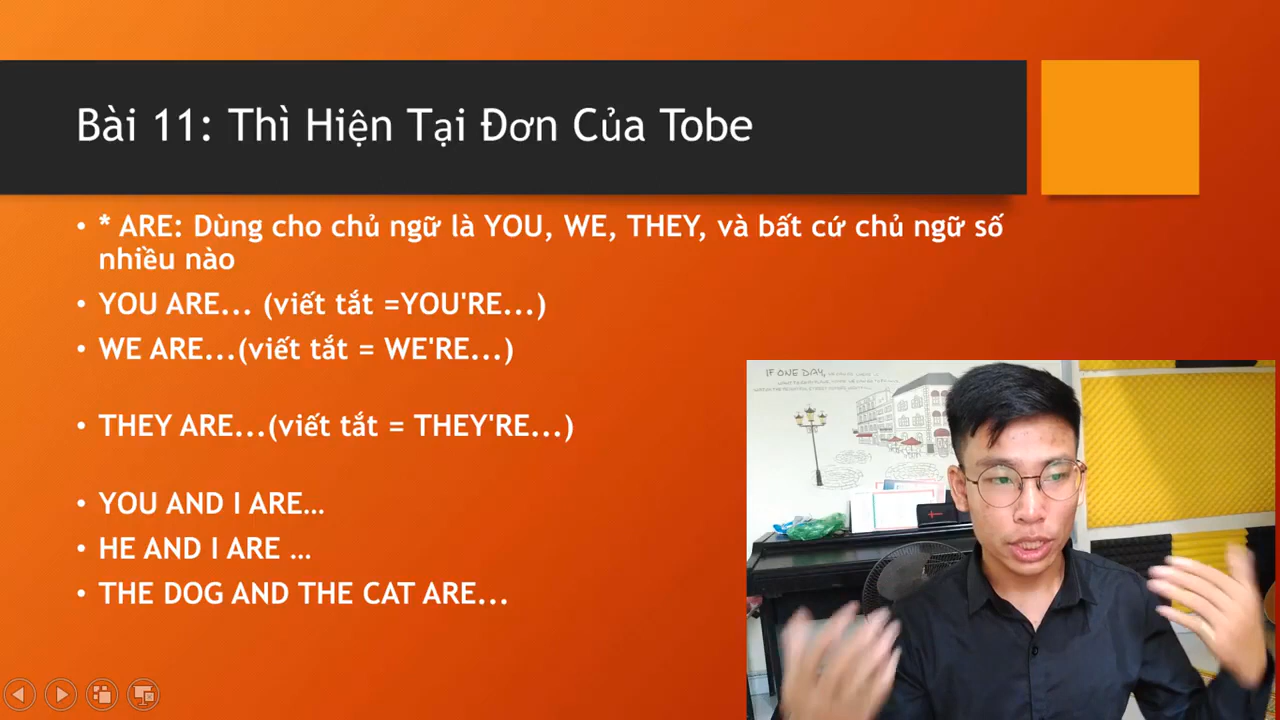 Bài 11: Thì Hiện Tại Đơn Của Tobe
• * ARE: Dùng cho chủ ngữ là YOU, WE, THEY, và bất cứ chủ ngữ số
nhiều nào
• YOU ARE... (viết tắt =YOU'RE...)
• WE ARE...(viết tắt = WE'RE...)
• THEY ARE...(viết tắt = THEY'RE...)
• YOU AND I ARE…
• HE AND I ARE …
• THE DOG AND THE CAT ARE...
IF ONE DAY,